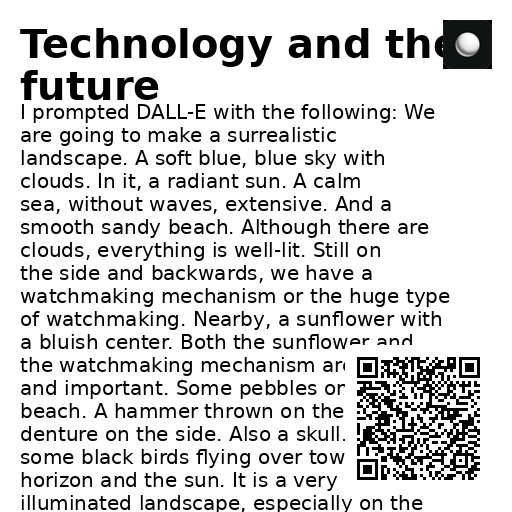 Technology and the
future
I prompted DALL-E with the following: We
are going to make a surrealistic
landscape. A soft blue, blue sky with
clouds. In it, a radiant sun. A calm
sea, without waves, extensive. And a
smooth sandy beach. Although there are
clouds, everything is well-lit. Still on
the side and backwards, we have a
watchmaking mechanism or the huge type
of watchmaking. Nearby, a sunflower with
a bluish center. Both the sunflower and
the watchmaking mechanism are
and important. Some pebbles on
beach. A hammer thrown on the
denture on the side. Also a skull.
some black birds flying over
horizon and the sun. It is a very
illuminated landscape, especially on the